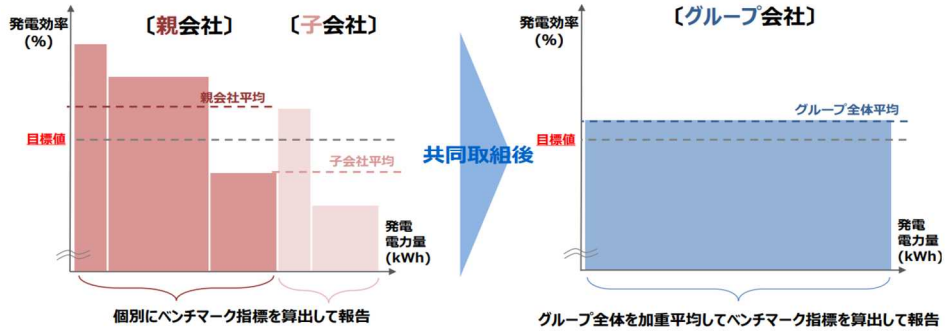 発電効率
(%)
〔親会社〕
〔子会社〕
親会社平均
目標値
子会社平均
発電
電力量
(kWh)
個別にベンチマーク指標を算出して報告
共同取組後
発電効率
(%)
〔グループ会社〕
グループ全体平均
目標値
発電
電力量
(kWh)
グループ全体を加重平均してベンチマーク指標を算出して報告